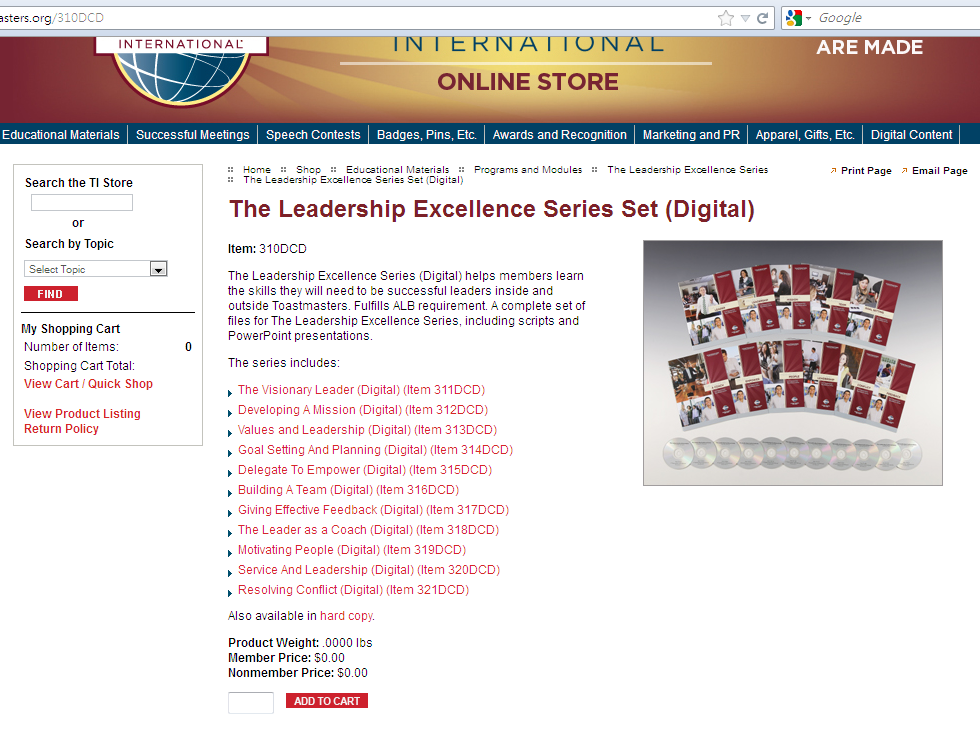 asters.org/310DCD
Google
INTERNATIONAL
INTERNATIONAL
ONLINE STORE
ARE MADE
Educational Materials
Successful Meetings
Speech Contests
Badges, Pins, Etc.
Awards and Recognition
Marketing and PR
Apparel, Gifts, Etc.
Digital Content
Search the TI Store
or
Search by Topic
Select Topic
FIND
My Shopping Cart
Number of Items: 0
Shopping Cart Total:
View Cart / Quick Shop
View Product Listing
Return Policy
Home Shop Educational Materials Programs and Modules The Leadership Excellence Series
The Leadership Excellence Series Set (Digital)
Print Page Email Page
The Leadership Excellence Series Set (Digital)
Item: 310DCD
The Leadership Excellence Series (Digital) helps members learn
the skills they will need to be successful leaders inside and
outside Toastmasters. Fulfills ALB requirement. A complete set of
files for The Leadership Excellence Series, including scripts and
PowerPoint presentations.
The series includes:
The Visionary Leader (Digital) (Item 311DCD)
Developing A Mission (Digital) (Item 312DCD)
Values and Leadership (Digital) (Item 313DCD)
Goal Setting And Planning (Digital) (Item 314DCD)
Delegate To Empower (Digital) (Item 315DCD)
Building A Team (Digital) (Item 316DCD)
Giving Effective Feedback (Digital) (Item 317DCD)
The Leader as a Coach (Digital) (Item 318DCD)
Motivating People (Digital) (Item 319DCD)
Service And Leadership (Digital) (Item 320DCD)
Resolving Conflict (Digital) (Item 321DCD)
Also available in hard copy.
Product Weight: .0000 lbs
Member Price: $0.00
Nonmember Price: $0.00
ADD TO CART